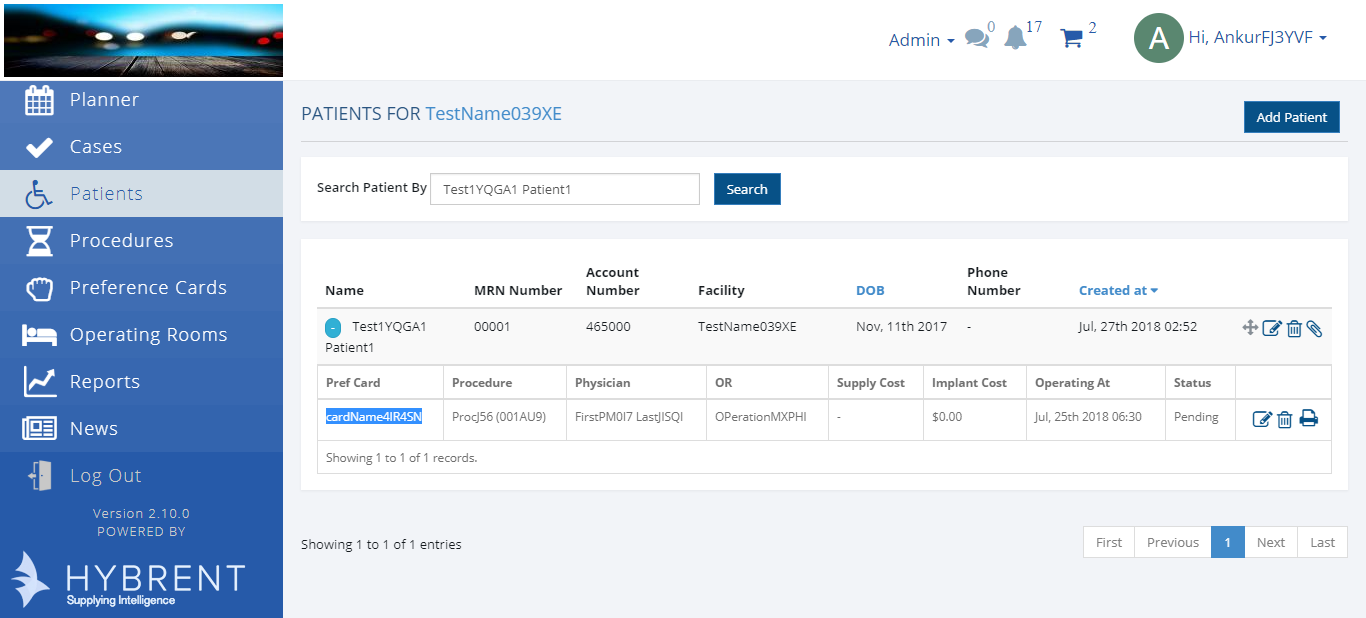 Admin 0 17 2 A Hi, AnkurFJ3YVF
Planner
Cases
Patients
Procedures
Preference Cards
Operating Rooms
Reports
News
Log Out
Version 2.10.0
POWERED BY
HYBRENT
Supplying Intelligence
PATIENTS FOR TestName039XE
Add Patient
Search Patient By Test1YQGA1 Patient1 Search
Name MRN Number Account Number Facility DOB Phone Number Created at
- Test1YQGA1 Patient1 00001 465000 TestName039XE Nov, 11th 2017 - Jul, 27th 2018 02:52
Pref Card Procedure Physician OR Supply Cost Implant Cost Operating At Status
cardName4IR4SN ProcJ56 (001AU9) FirstPM0I7 LastJISQI OPerationMXPHI - $0.00 Jul, 25th 2018 06:30 Pending
Showing 1 to 1 of 1 records.
Showing 1 to 1 of 1 entries
First Previous 1 Next Last